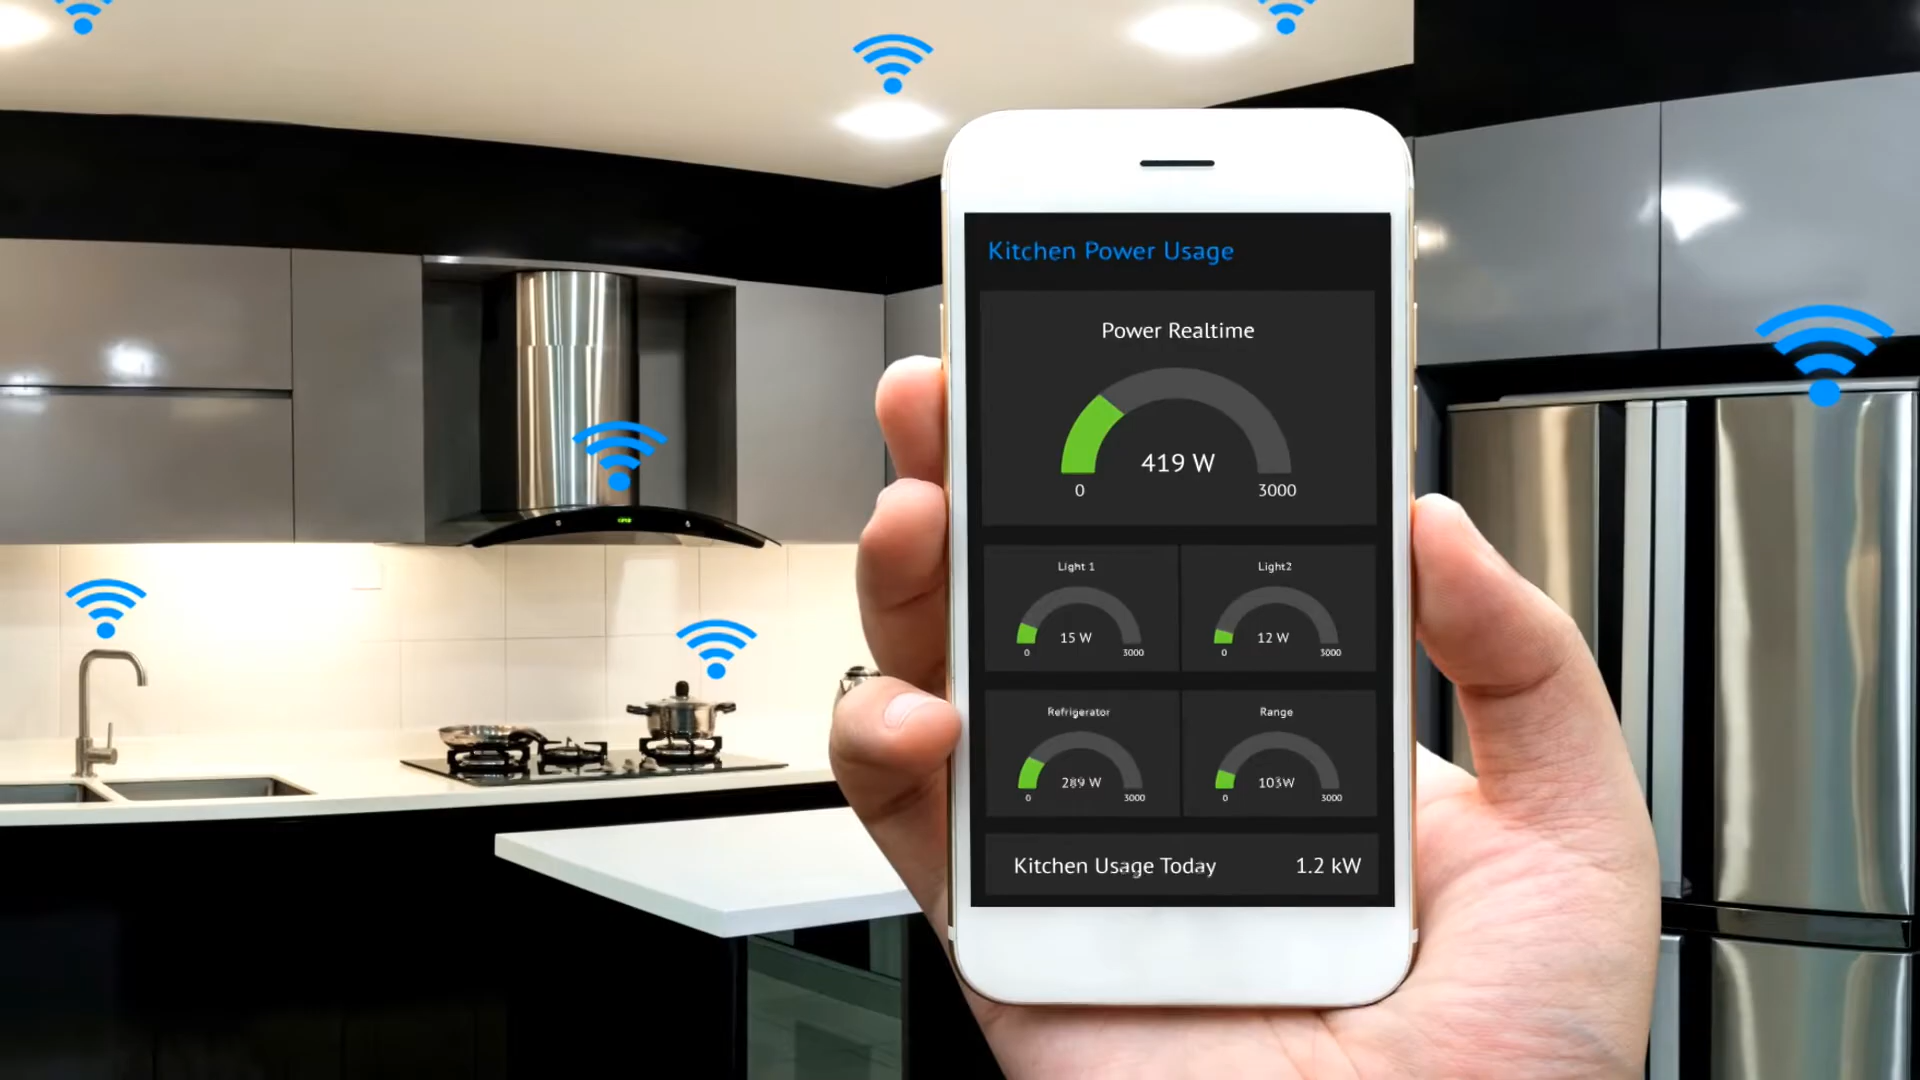 Kitchen Power Usage
Power Realtime
419 W
0 3000
Light 1
15 W
0 3000
Light2
12 W
0 3000
Refrigerator
289 W
0 3000
Range
103W
0 3000
Kitchen Usage Today 1.2 kW